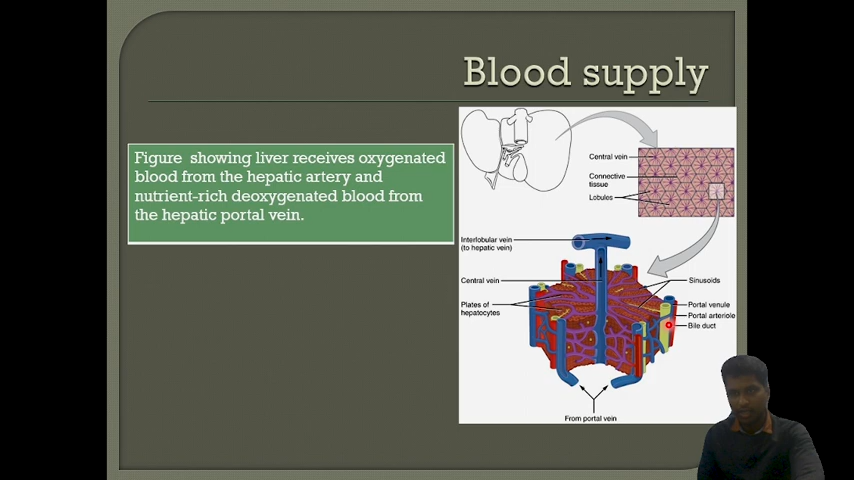 Blood supply
Figure showing liver receives oxygenated
blood from the hepatic artery and
nutrient-rich deoxygenated blood from
the hepatic portal vein.
Central vein
Connective
tissue
Lobules
Interlobular vein
(to hepatic vein)
Central vein
Plates of
hepatocytes
Sinusoids
Portal venule
Portal arteriole
Bile duct
From portal vein